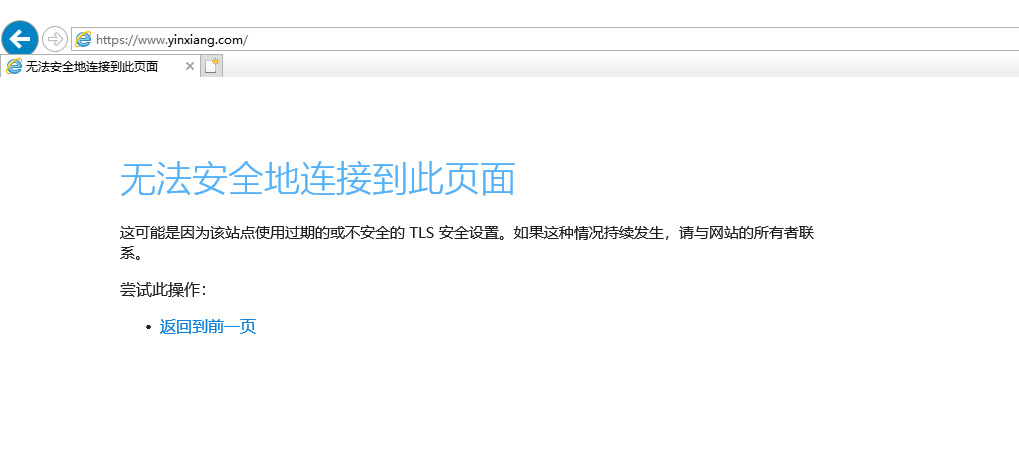 https://www.yinxiang.com/
无法安全地连接到此页面
无法安全地连接到此页面
这可能是因为该站点使用过期的或不安全的 TLS 安全设置。如果这种情况持续发生，请与网站的所有者联
系。
尝试此操作：
• 返回到前一页